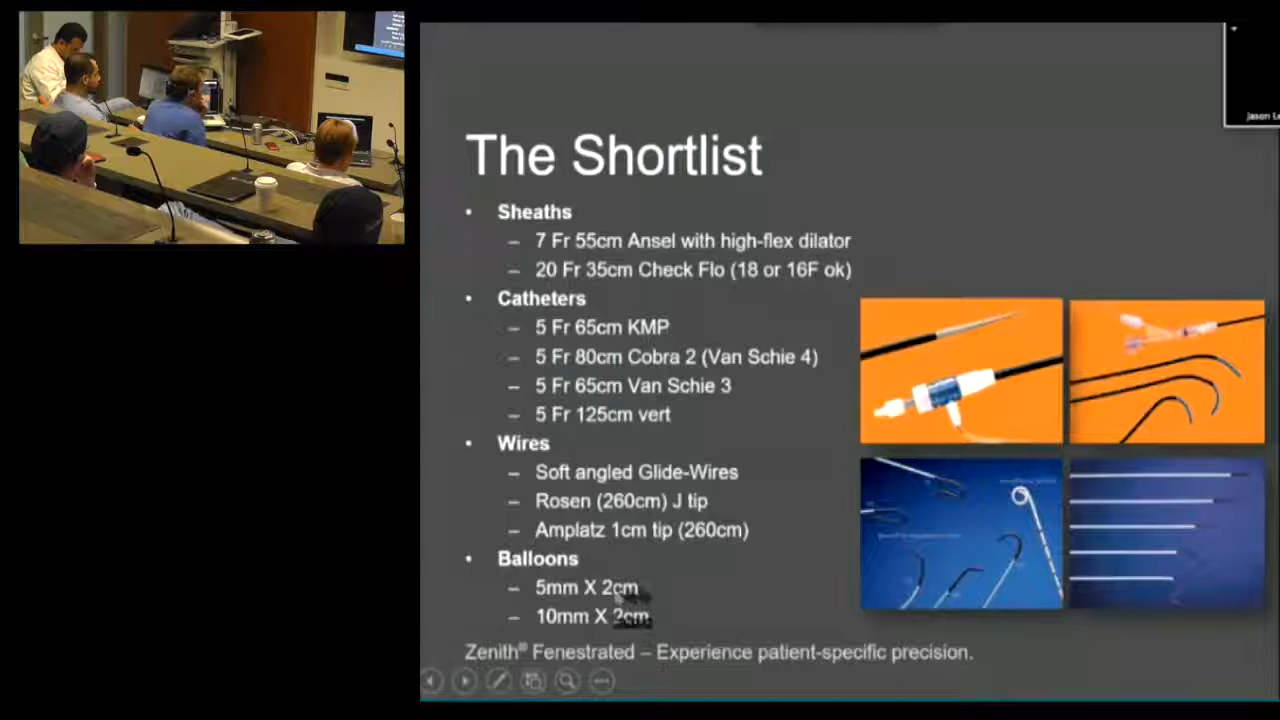 The Shortlist
• Sheaths
– 7 Fr 55cm Ansel with high-flex dilator
– 20 Fr 35cm Check Flo (18 or 16F ok)
• Catheters
– 5 Fr 65cm KMP
– 5 Fr 80cm Cobra 2 (Van Schie 4)
– 5 Fr 65cm Van Schie 3
– 5 Fr 125cm vert
• Wires
– Soft angled Glide-Wires
– Rosen (260cm) J tip
– Amplatz 1cm tip (260cm)
• Balloons
– 5mm X 2cm
– 10mm X 2cm
Zenith® Fenestrated – Experience patient-specific precision.
Jason